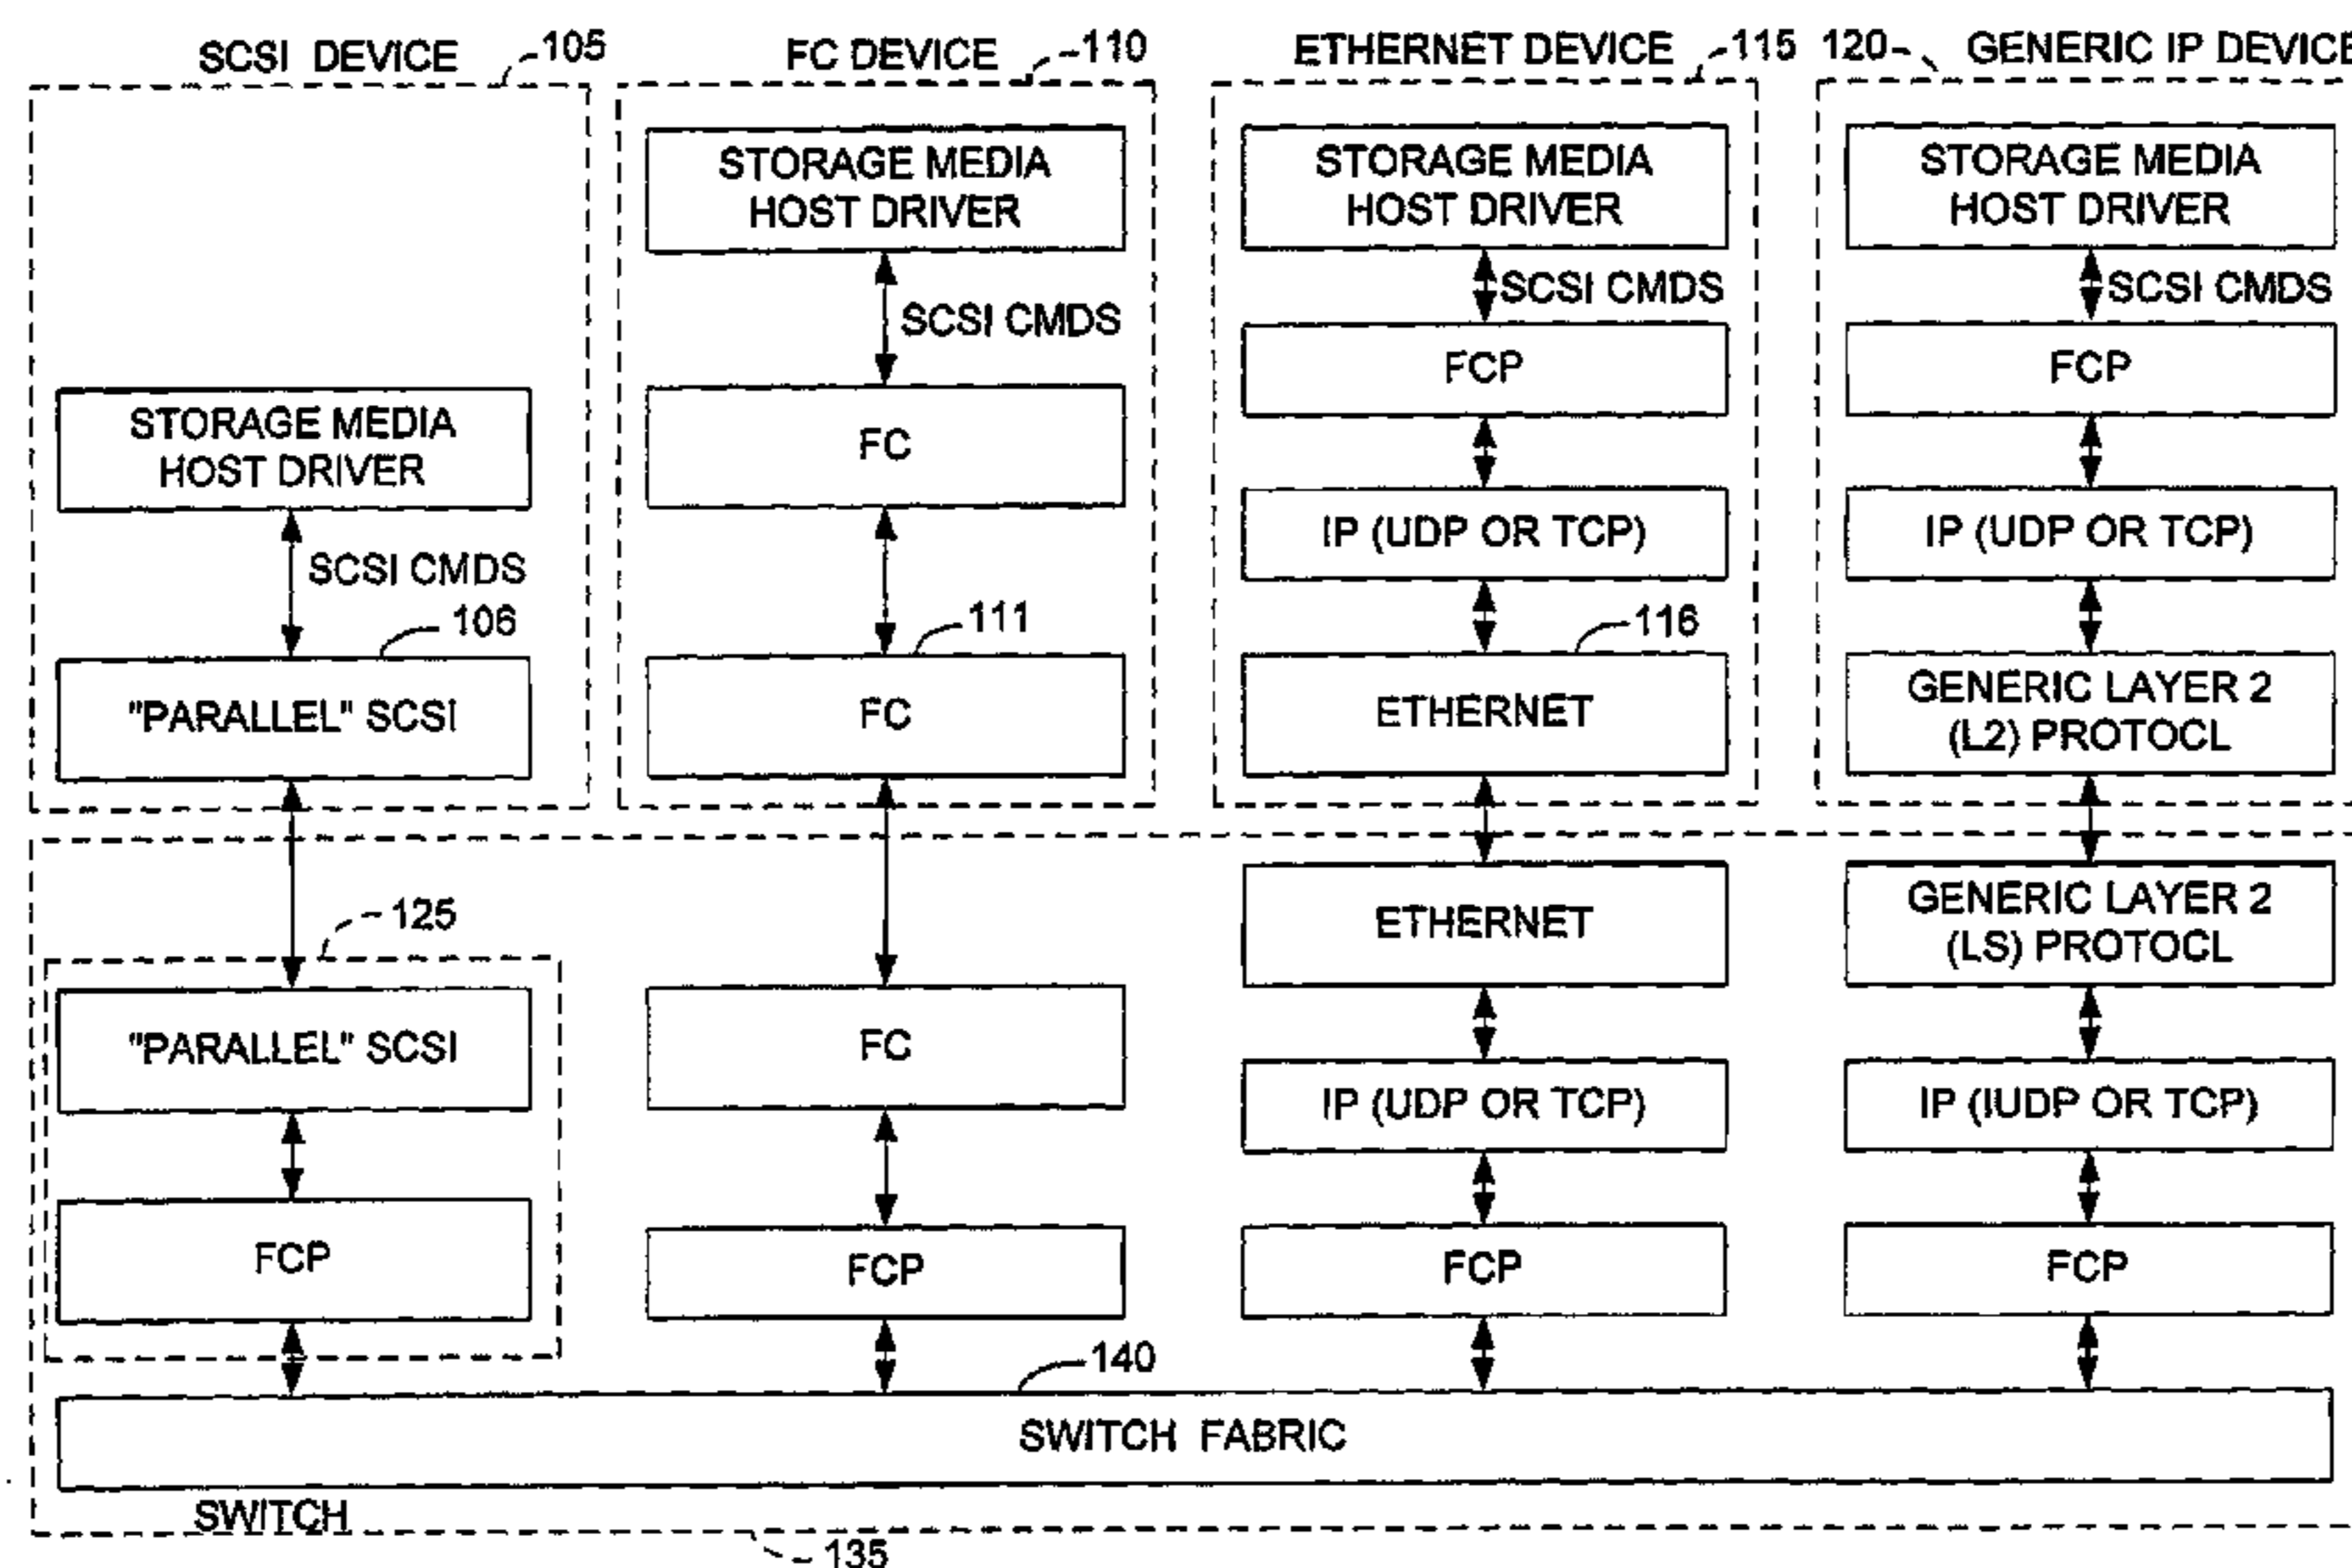 SCSI DEVICE
105
FC DEVICE
110
ETHERNET DEVICE
115
120
GENERIC IP DEVICE
STORAGE MEDIA
HOST DRIVER
SCSI CMDS
106
"PARALLEL" SCSI
STORAGE MEDIA
HOST DRIVER
SCSI CMDS
FC
111
FC
STORAGE MEDIA
HOST DRIVER
SCSI CMDS
FCP
IP (UDP OR TCP)
116
ETHERNET
STORAGE MEDIA
HOST DRIVER
SCSI CMDS
FCP
IP (UDP OR TCP)
GENERIC LAYER 2
(L2) PROTOCL
125
"PARALLEL" SCSI
FCP
FC
FCP
ETHERNET
IP (UDP OR TCP)
FCP
GENERIC LAYER 2
(LS) PROTOCL
IP (IUDP OR TCP)
FCP
140
SWITCH FABRIC
SWITCH
135